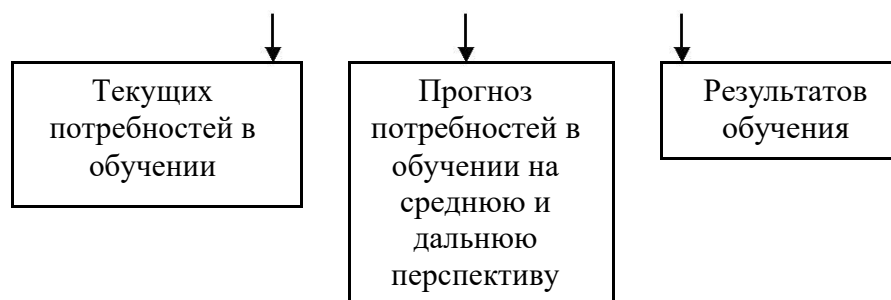 Текущих
потребностей в
обучении
Прогноз
потребностей в
обучении на
среднюю и
дальнюю
перспективу
Результатов
обучения